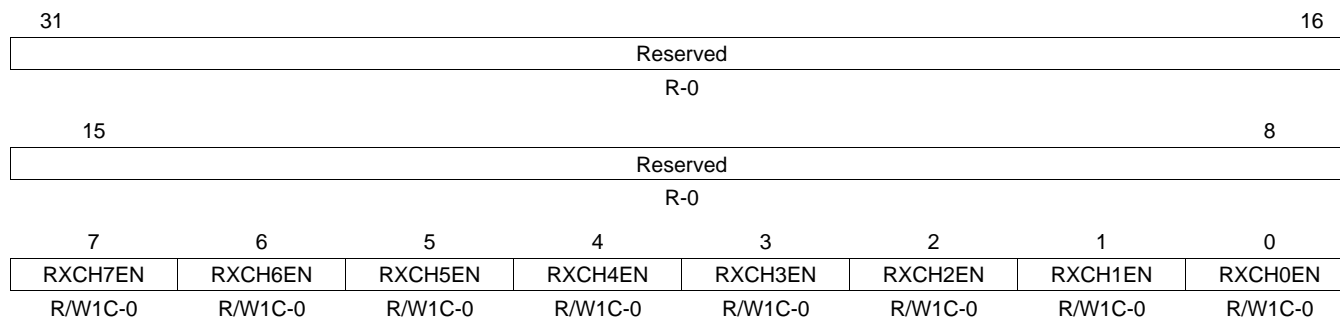 31 16
Reserved
R-0
15 8
Reserved
R-0
7 6 5 4 3 2 1 0
RXCH7EN RXCH6EN RXCH5EN RXCH4EN RXCH3EN RXCH2EN RXCH1EN RXCH0EN
R/W1C-0 R/W1C-0 R/W1C-0 R/W1C-0 R/W1C-0 R/W1C-0 R/W1C-0 R/W1C-0